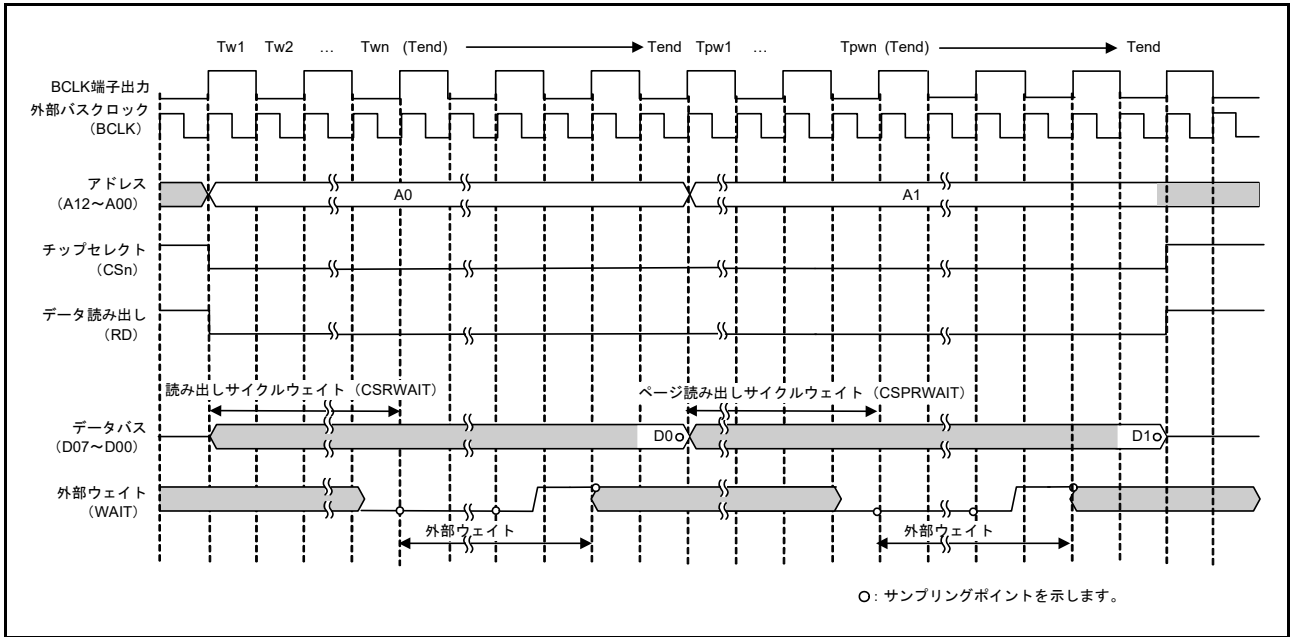 Tw1 Tw2 … Twn (Tend) Tend Tpw1 … Tpwn (Tend) Tend
BCLK端子出力
外部バスクロック
（BCLK）
アドレス
（A12～A00）
A0 A1
チップセレクト
（CSn）
データ読み出し
（RD）
読み出しサイクルウェイト（CSRWAIT） ページ読み出しサイクルウェイト（CSPRWAIT）
データバス
（D07～D00）
D0 D1
外部ウェイト
（WAIT）
外部ウェイト 外部ウェイト
：サンプリングポイントを示します。